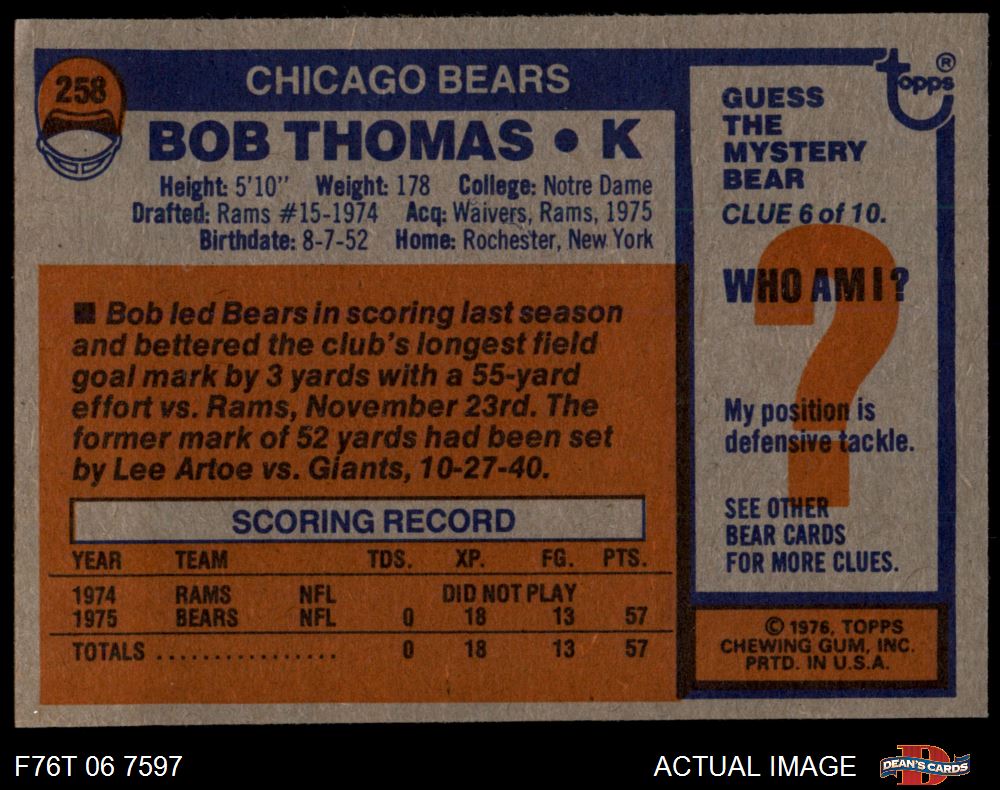 258
CHICAGO BEARS
BOB THOMAS • K
Height: 5'10" Weight: 178 College: Notre Dame
Drafted: Rams #15-1974 Acq: Waivers, Rams, 1975
Birthdate: 8-7-52 Home: Rochester, New York
■ Bob led Bears in scoring last season
and bettered the club's longest field
goal mark by 3 yards with a 55-yard
effort vs. Rams, November 23rd. The
former mark of 52 yards had been set
by Lee Artoe vs. Giants, 10-27-40.
SCORING RECORD
YEAR TEAM TDS. XP. FG. PTS.
1974 RAMS NFL DID NOT PLAY
1975 BEARS NFL 0 18 13 57
TOTALS ................. 0 18 13 57
topps®
GUESS
THE
MYSTERY
BEAR
CLUE 6 of 10.
?
WHO AM I?
My position is
defensive tackle.
SEE OTHER
BEAR CARDS
FOR MORE CLUES.
© 1976, TOPPS
CHEWING GUM, INC.
PRTD. IN U.S.A.
F76T 06 7597
ACTUAL IMAGE
D
DEAN'S CARDS